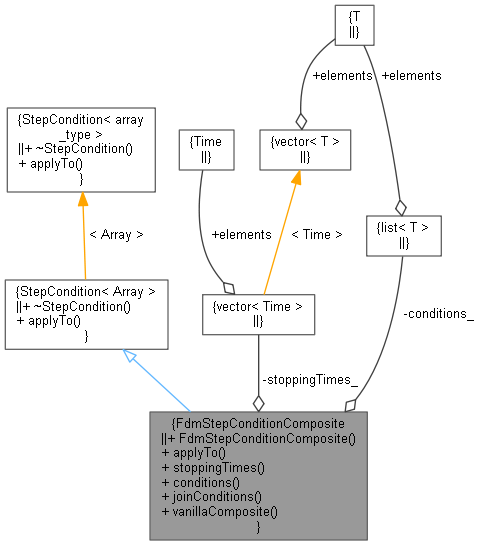 {T
||}
+elements
+elements
{StepCondition< array
_type >
||+ ~StepCondition()
+ applyTo()
}
{Time
||}
{vector< T >
||}
< Array >
+elements
< Time >
{list< T >
||}
{StepCondition< Array >
||+ ~StepCondition()
+ applyTo()
}
{vector< Time >
||}
-conditions_
-stoppingTimes_
{FdmStepConditionComposite
||+ FdmStepConditionComposite()
+ applyTo()
+ stoppingTimes()
+ conditions()
+ joinConditions()
+ vanillaComposite()
}